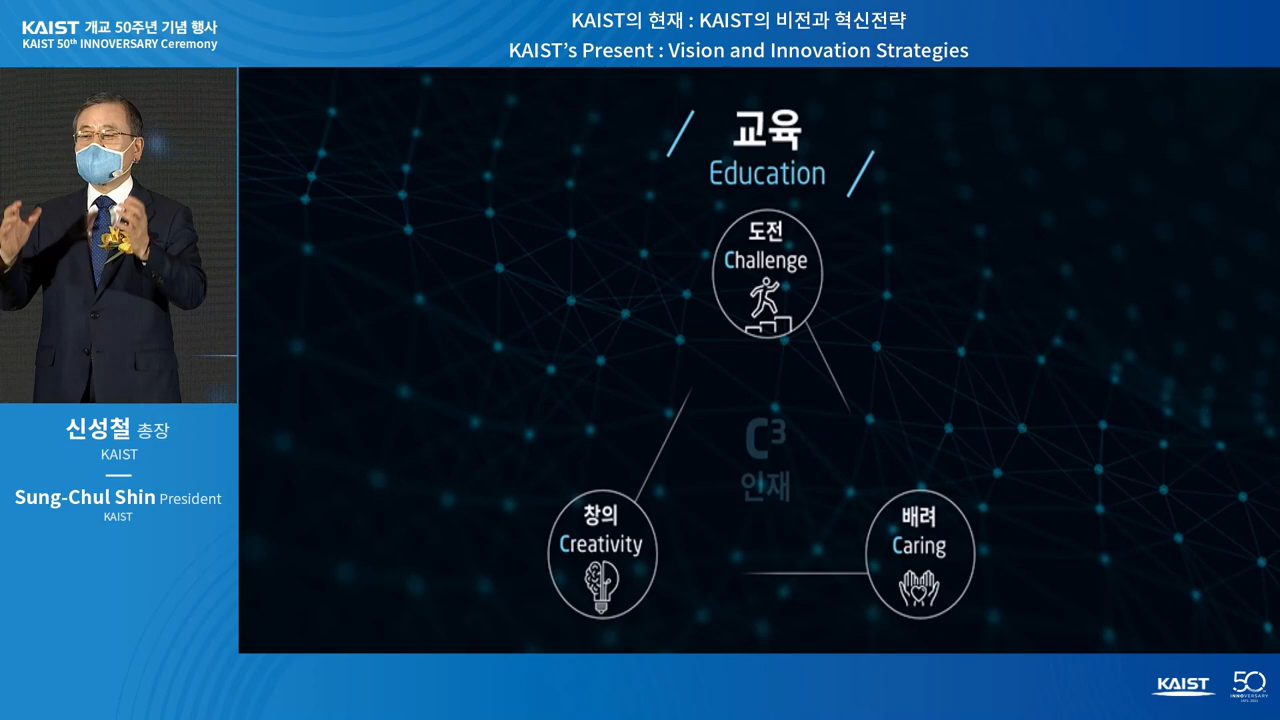 KAIST 개교 50주년 기념 행사
KAIST 50th INNOVERSARY Ceremony
KAIST의 현재 : KAIST의 비전과 혁신전략
KAIST's Present : Vision and Innovation Strategies
신성철 총장
KAIST
Sung-Chul Shin President
KAIST
교육
Education
도전
Challenge
C³
인재
창의
Creativity
배려
Caring
KAIST
50
INNOVERSARY